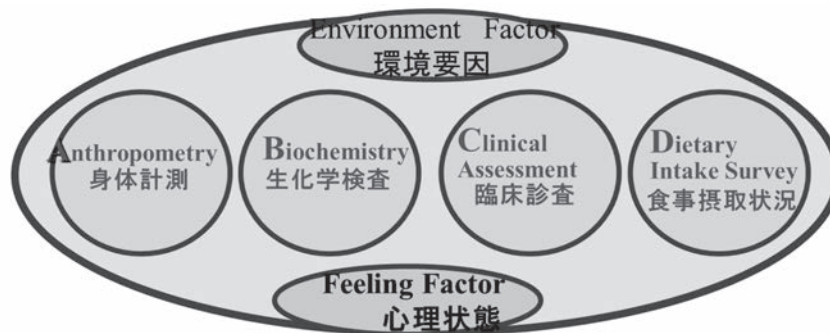 Environment Factor
環境要因
Anthropometry
身体計測
Biochemistry
生化学検査
Clinical
Assessment
臨床診査
Dietary
Intake Survey
食事摂取状況
Feeling Factor
心理状態